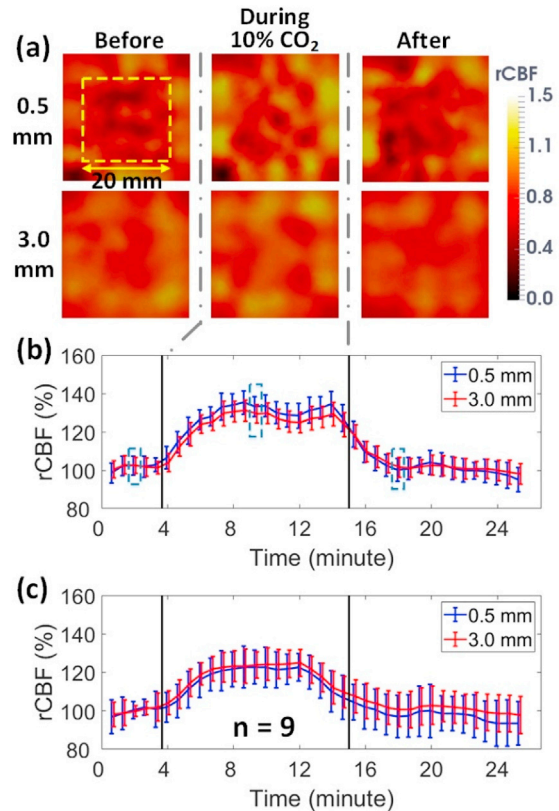 (a)
Before
During
10% CO₂
After
rCBF
0.5
mm
20 mm
3.0
mm
1.5
1.1
0.8
0.4
0.0
(b)
rCBF (%)
160
140
120
100
80
0.5 mm
3.0 mm
0 4 8 12 16 20 24
Time (minute)
(c)
rCBF (%)
160
140
120
100
80
0.5 mm
3.0 mm
n = 9
0 4 8 12 16 20 24
Time (minute)